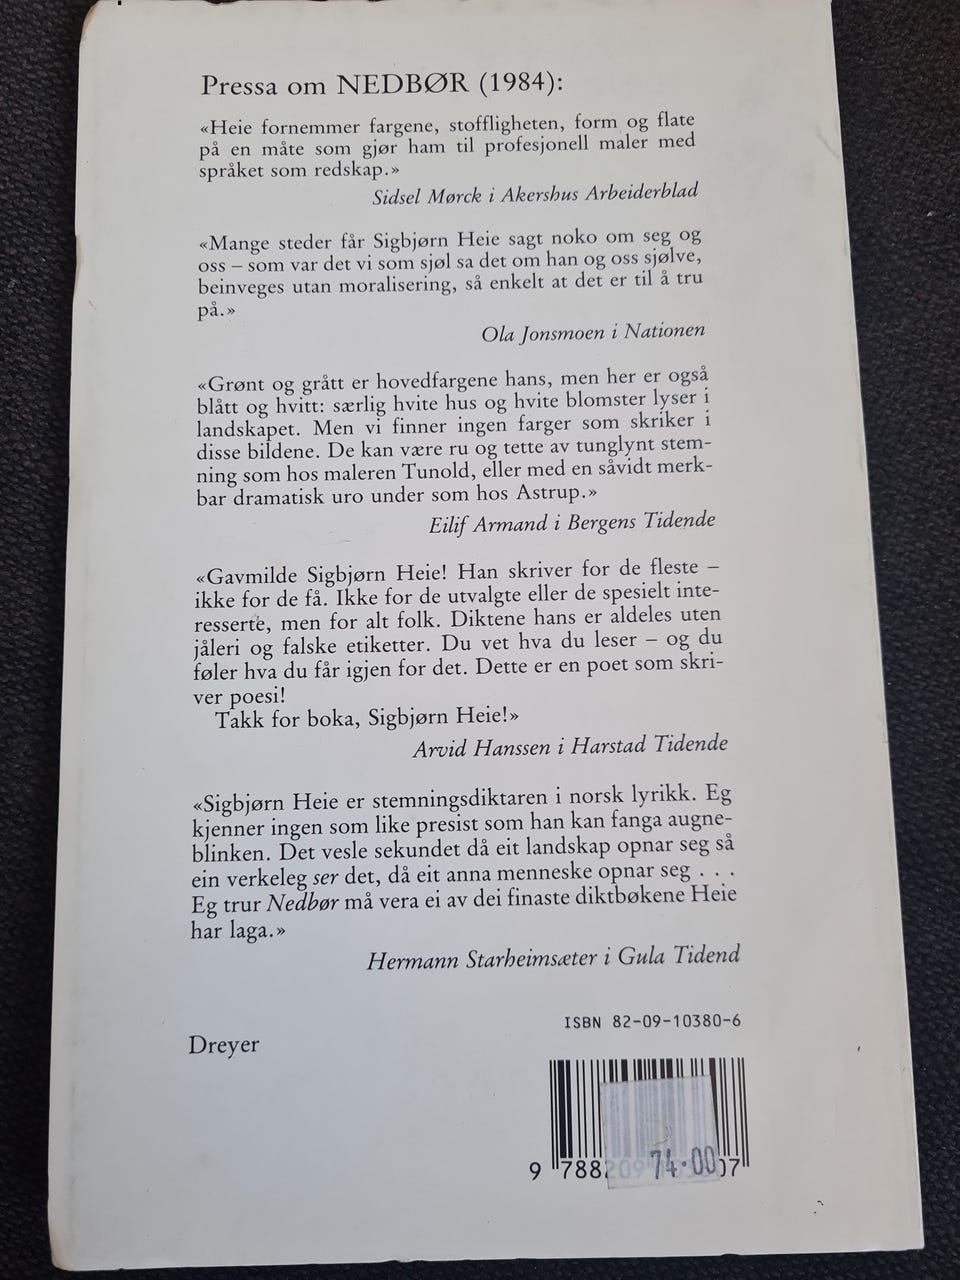 Pressa om NEDBØR (1984):
«Heie fornemmer fargene, stoffligheten, form og flate
på en måte som gjør ham til profesjonell maler med
språket som redskap.»
Sidsel Mørck i Akershus Arbeiderblad
«Mange steder får Sigbjørn Heie sagt noko om seg og
oss – som var det vi som sjøl sa det om han og oss sjølve,
beinveges utan moralisering, så enkelt at det er til å tru
på.»
Ola Jonsmoen i Nationen
«Grønt og grått er hovedfargene hans, men her er også
blått og hvitt: særlig hvite hus og hvite blomster lyser i
landskapet. Men vi finner ingen farger som skriker i
disse bildene. De kan være ru og tette av tunglynt stem-
ning som hos maleren Tunold, eller med en såvidt merk-
bar dramatisk uro under som hos Astrup.»
Eilif Armand i Bergens Tidende
«Gavmilde Sigbjørn Heie! Han skriver for de fleste –
ikke for de få. Ikke for de utvalgte eller de spesielt inte-
resserte, men for alt folk. Diktene hans er aldeles uten
jåleri og falske etiketter. Du vet hva du leser – og du
føler hva du får igjen for det. Dette er en poet som skri-
ver poesi!
Takk for boka, Sigbjørn Heie!»
Arvid Hanssen i Harstad Tidende
«Sigbjørn Heie er stemningsdiktaren i norsk lyrikk. Eg
kjenner ingen som like presist som han kan fanga augne-
blinken. Det vesle sekundet då eit landskap opnar seg så
ein verkeleg ser det, då eit anna menneske opnar seg . . .
Eg trur Nedbør må vera ei av dei finaste diktbøkene Heie
har laga.»
Hermann Starheimsæter i Gula Tidend
ISBN 82-09-10380-6
Dreyer
74.00